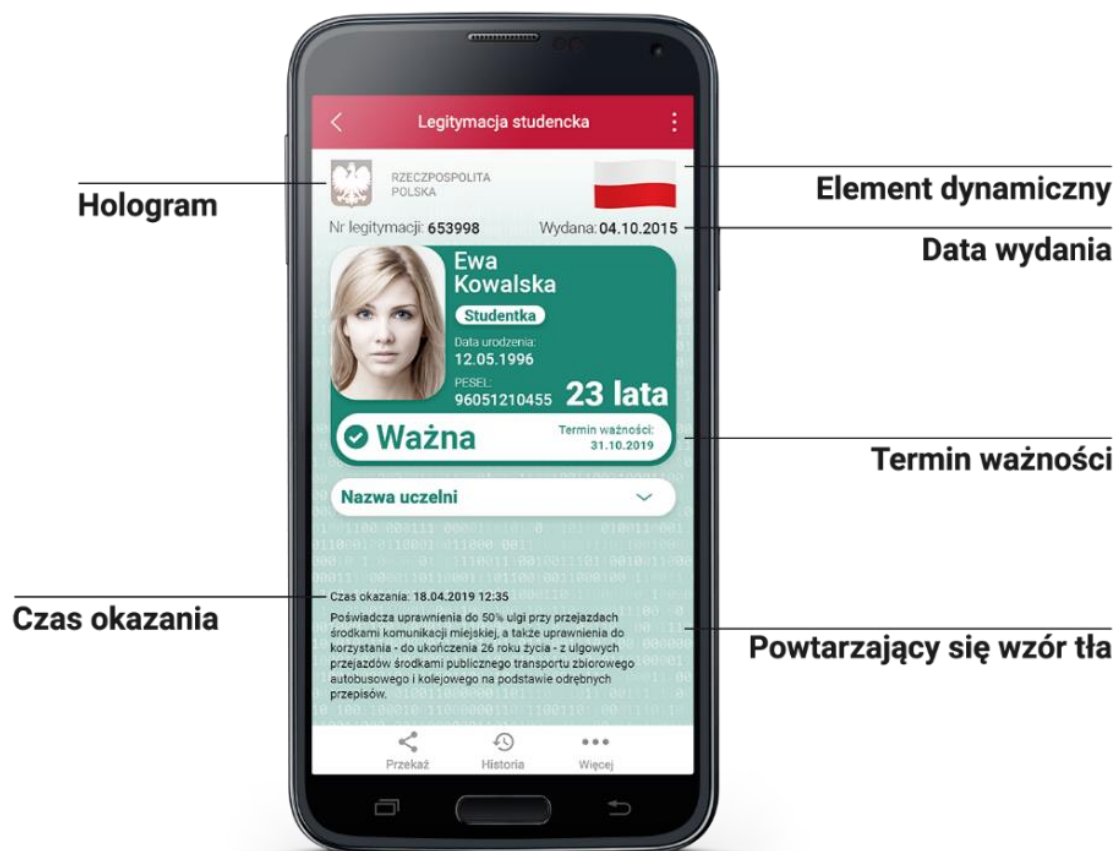 Legitymacja studencka
RZECZPOSPOLITA
POLSKA
Hologram
Element dynamiczny
Nr legitymacji: 653998
Wydana: 04.10.2015
Data wydania
Ewa
Kowalska
Studentka
Data urodzenia:
12.05.1996
PESEL:
96051210455
23 lata
Ważna
Termin ważności:
31.10.2019
Termin ważności
Nazwa uczelni
Czas okazania: 18.04.2019 12:35
Czas okazania
Poświadcza uprawnienia do 50% ulgi przy przejazdach
środkami komunikacji miejskiej, a także uprawnienia do
korzystania - do ukończenia 26 roku życia - z ulgowych
przejazdów środkami publicznego transportu zbiorowego
autobusowego i kolejowego na podstawie odrębnych
przepisów.
Powtarzający się wzór tła
Przekaż
Historia
Więcej